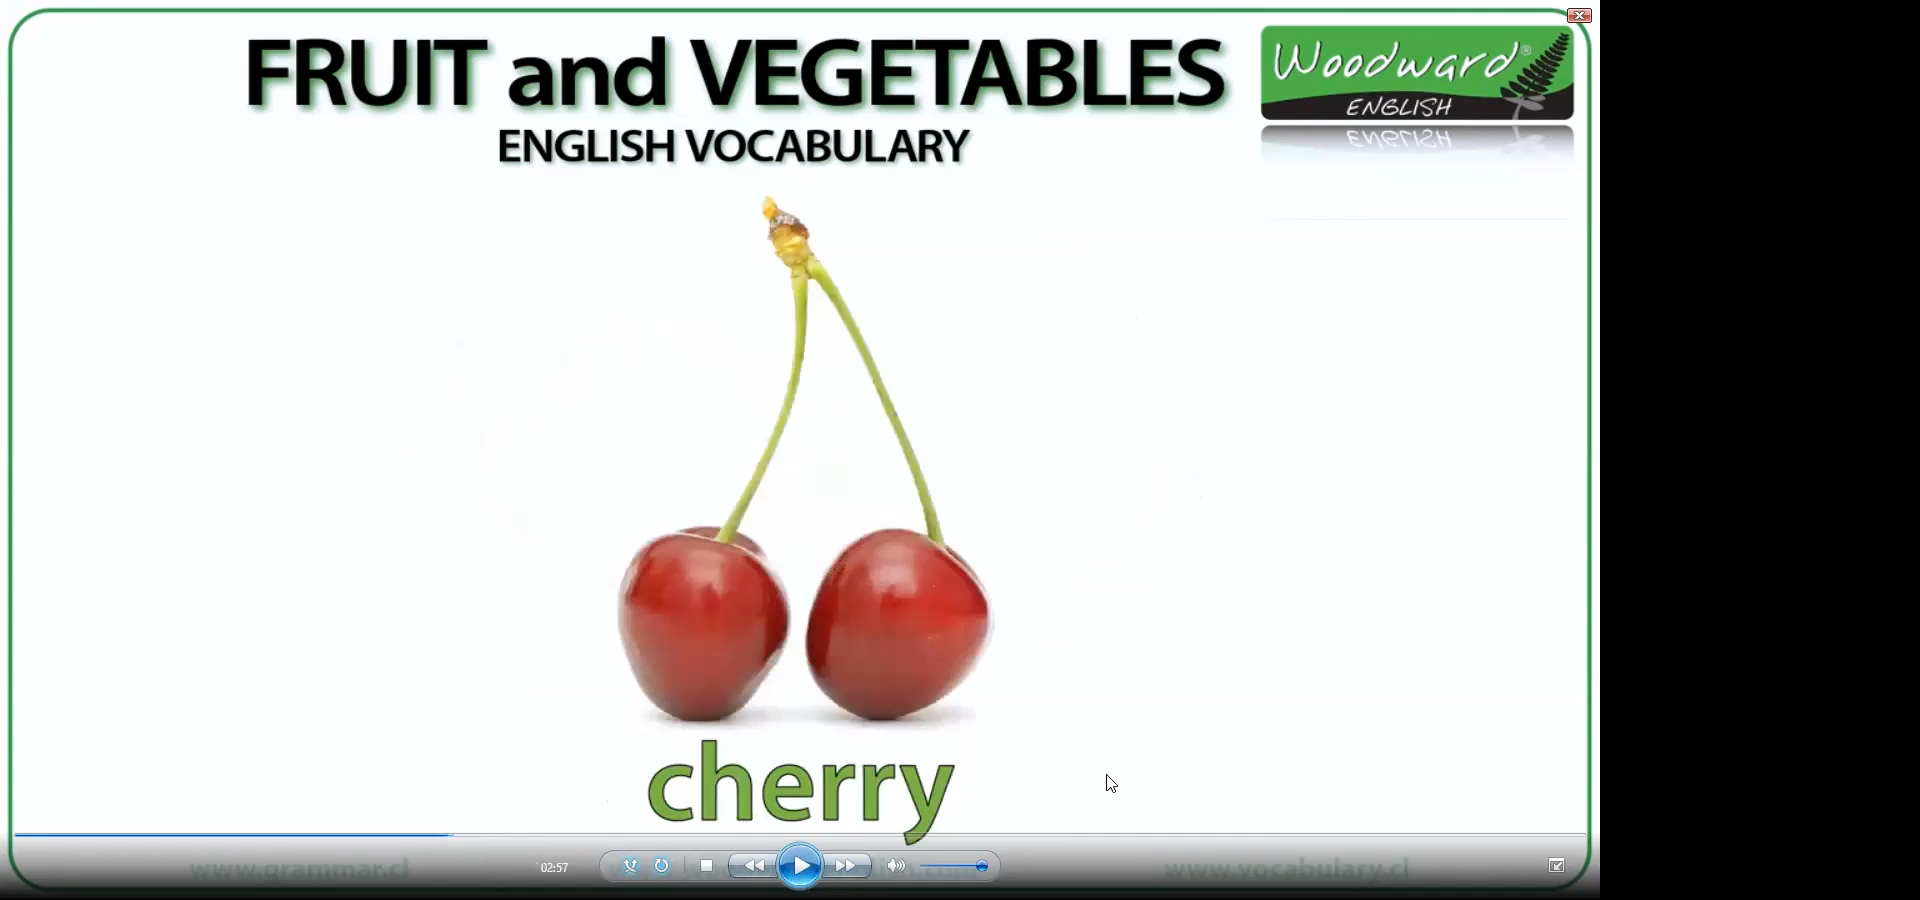 FRUIT and VEGETABLES
ENGLISH VOCABULARY
Woodward®
ENGLISH
cherry
02:57
www.grammar.cl
www.vocabulary.cl